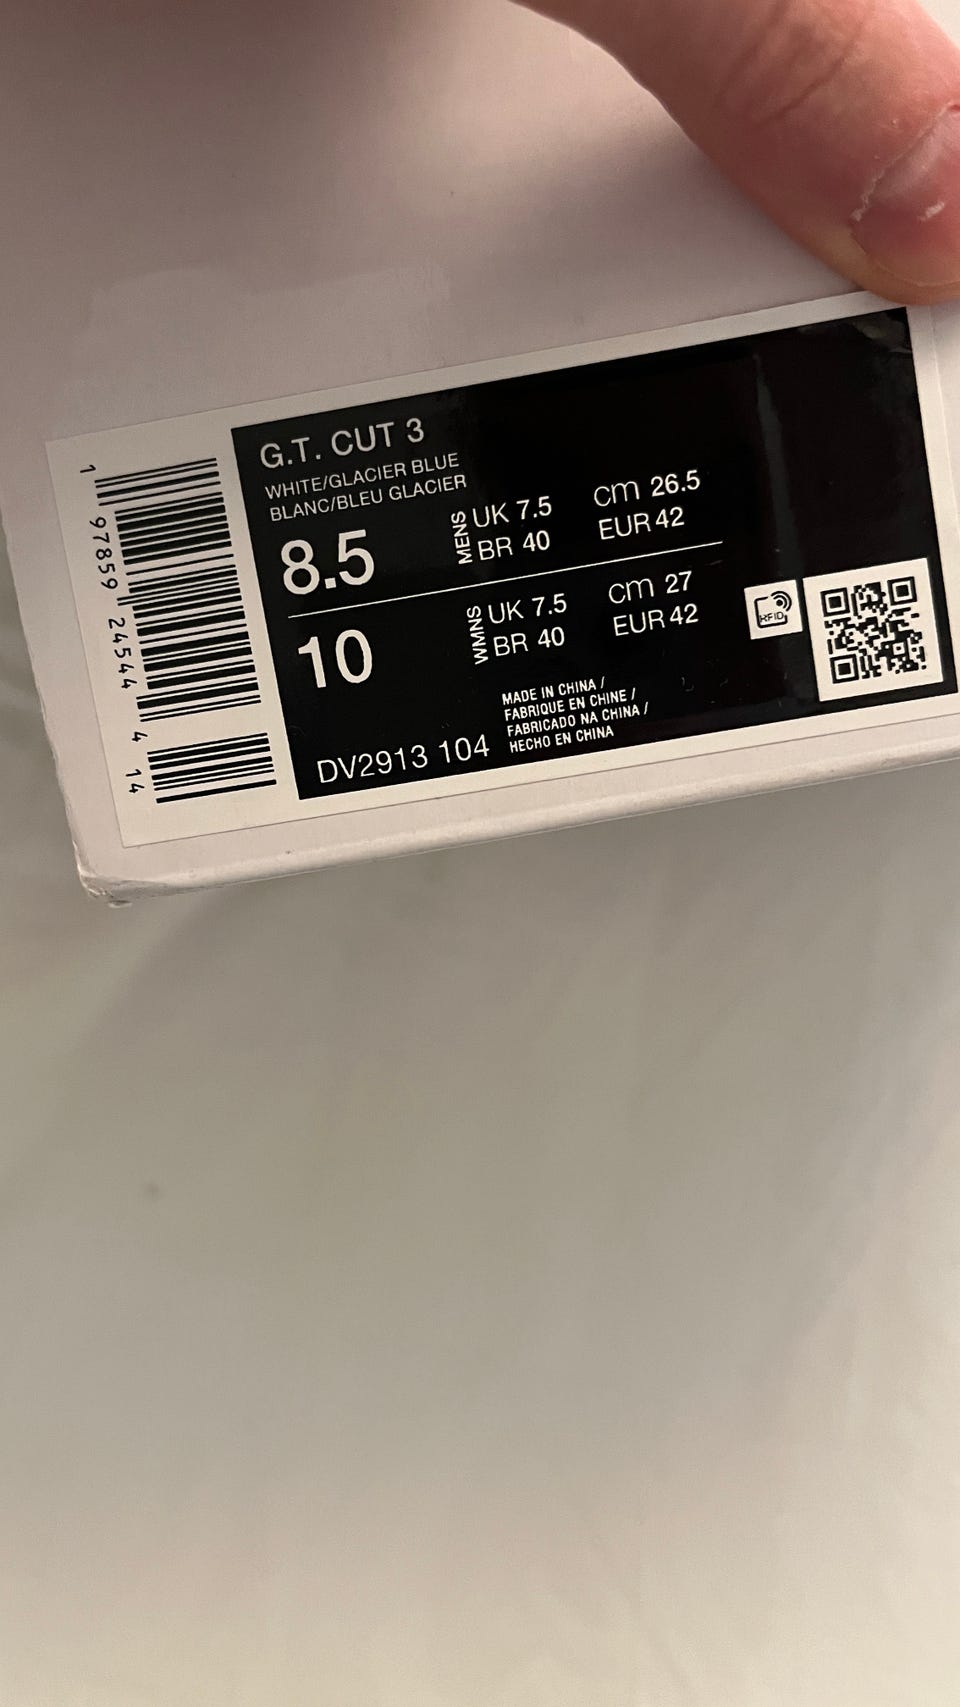 G.T. CUT 3
WHITE/GLACIER BLUE
BLANC/BLEU GLACIER
8.5 MENS UK 7.5 cm 26.5
BR 40 EUR 42
10 WMNS UK 7.5 cm 27
BR 40 EUR 42
RFID
MADE IN CHINA /
FABRIQUE EN CHINE /
FABRICADO NA CHINA /
HECHO EN CHINA
DV2913 104
1 97859 24544 4 14